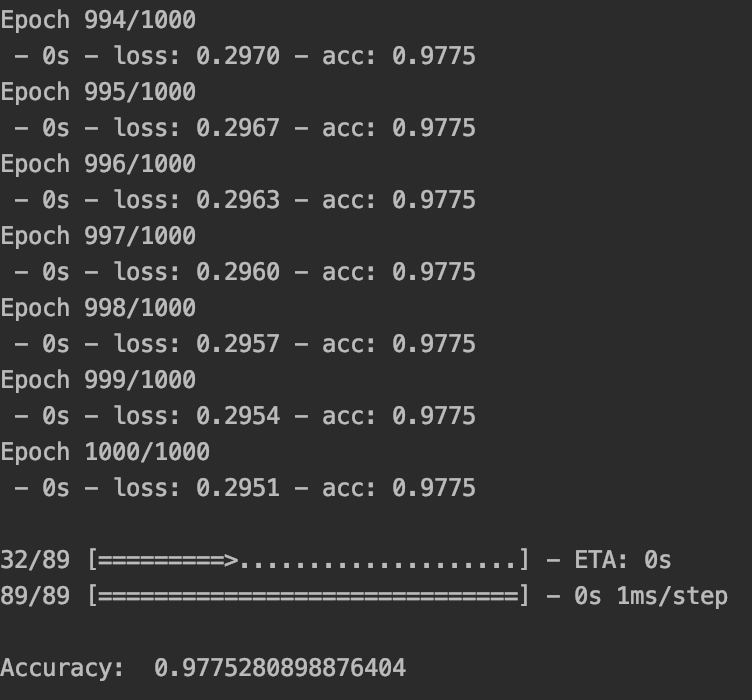 Epoch 994/1000
 - 0s - loss: 0.2970 - acc: 0.9775
Epoch 995/1000
 - 0s - loss: 0.2967 - acc: 0.9775
Epoch 996/1000
 - 0s - loss: 0.2963 - acc: 0.9775
Epoch 997/1000
 - 0s - loss: 0.2960 - acc: 0.9775
Epoch 998/1000
 - 0s - loss: 0.2957 - acc: 0.9775
Epoch 999/1000
 - 0s - loss: 0.2954 - acc: 0.9775
Epoch 1000/1000
 - 0s - loss: 0.2951 - acc: 0.9775
32/89 [=========>....................] - ETA: 0s
89/89 [==============================] - 0s 1ms/step
Accuracy:  0.9775280898876404